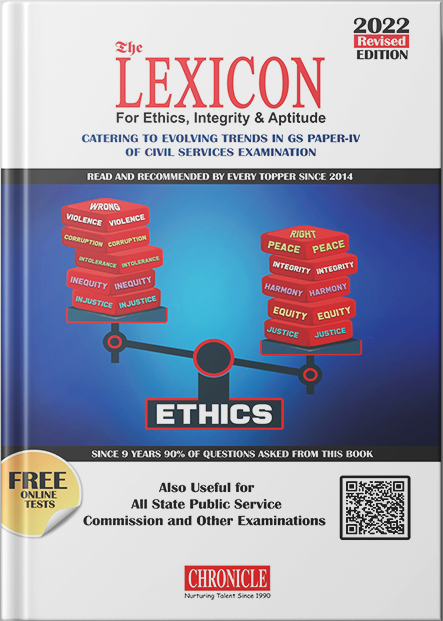 2022
Revised
EDITION
The
LEXICON
For Ethics, Integrity & Aptitude
CATERING TO EVOLVING TRENDS IN GS PAPER-IV
OF CIVIL SERVICES EXAMINATION
READ AND RECOMMENDED BY EVERY TOPPER SINCE 2014
WRONG
VIOLENCE VIOLENCE
CORRUPTION CORRUPTION
INTOLERANCE INTOLERANCE
INEQUITY INEQUITY
INJUSTICE INJUSTICE
RIGHT
PEACE PEACE
INTEGRITY INTEGRITY
HARMONY HARMONY
EQUITY EQUITY
JUSTICE JUSTICE
ETHICS
SINCE 9 YEARS 90% OF QUESTIONS ASKED FROM THIS BOOK
FREE
ONLINE
TESTS
Also Useful for
All State Public Service
Commission and Other Examinations
CHRONICLE
Nurturing Talent Since 1990